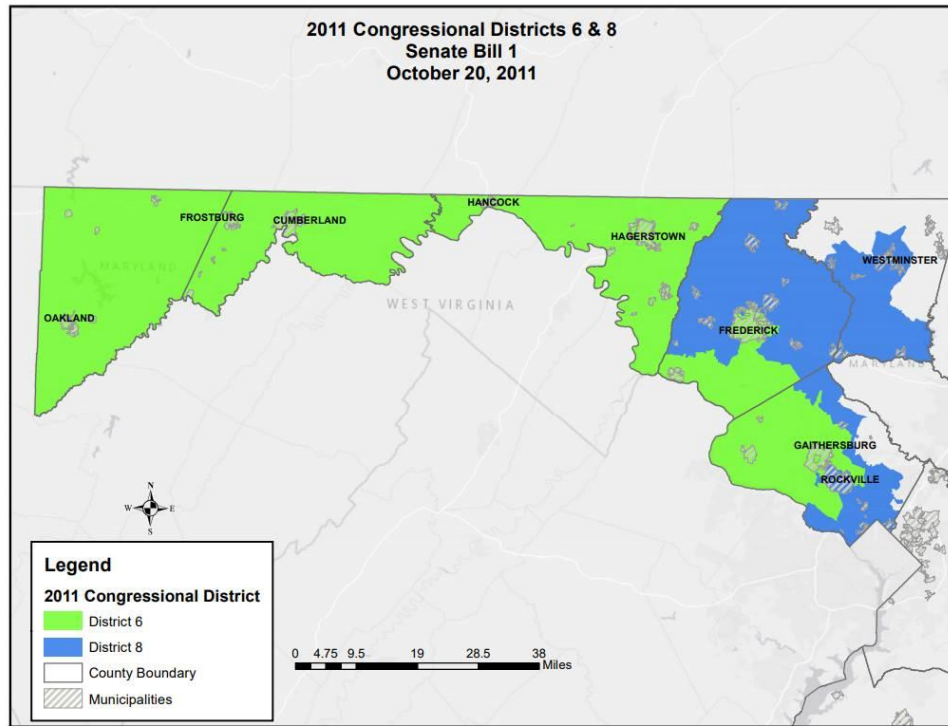 2011 Congressional Districts 6 & 8
Senate Bill 1
October 20, 2011
HANCOCK
FROSTBURG
CUMBERLAND
HAGERSTOWN
WESTMINSTER
MARYLAND
WEST VIRGINIA
OAKLAND
FREDERICK
MARYLAND
GAITHERSBURG
ROCKVILLE
N
W
E
S
Legend
2011 Congressional District
District 6
District 8
County Boundary
Municipalities
0 4.75 9.5 19 28.5 38
Miles